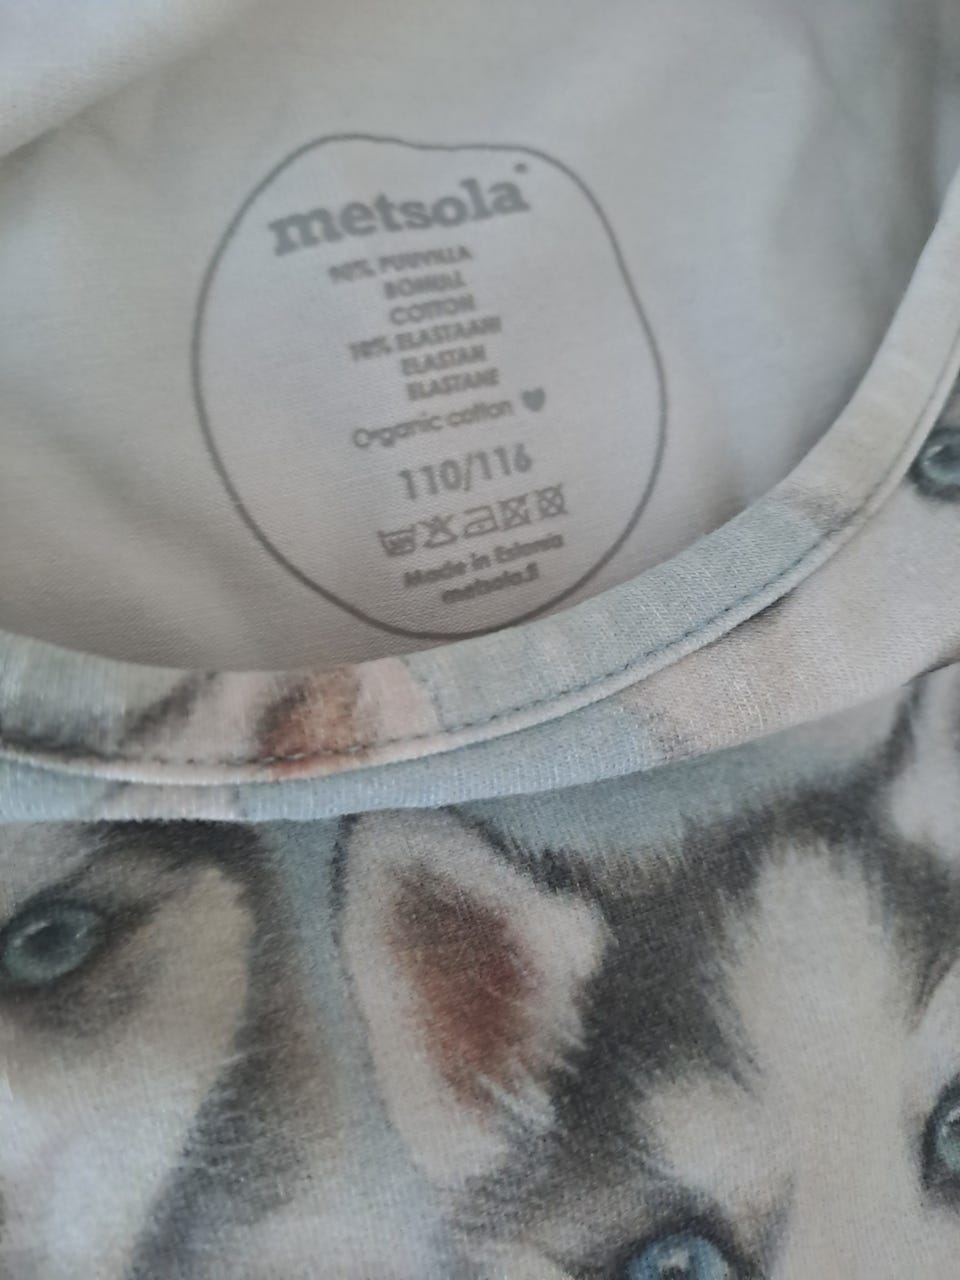 metsola
90% PUUVILLA
BOMULL
COTTON
10% ELASTAANI
ELASTAN
ELASTANE
Organic cotton
110/116
Made in Estonia
metsola.fi